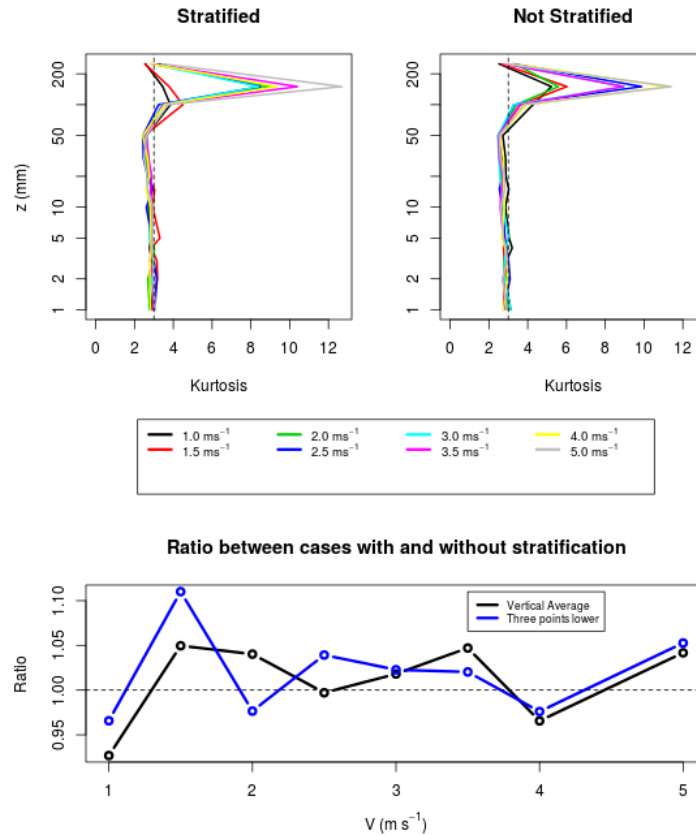 Stratified
Not Stratified
200
50
10
5
2
1
z (mm)
0 2 4 6 8 10 12
Kurtosis
200
50
10
5
2
1
0 2 4 6 8 10 12
Kurtosis
1.0 ms⁻¹ 2.0 ms⁻¹ 3.0 ms⁻¹ 4.0 ms⁻¹
1.5 ms⁻¹ 2.5 ms⁻¹ 3.5 ms⁻¹ 5.0 ms⁻¹
Ratio between cases with and without stratification
Vertical Average
Three points lower
1.10
1.05
1.00
0.95
Ratio
1 2 3 4 5
V (m s⁻¹)